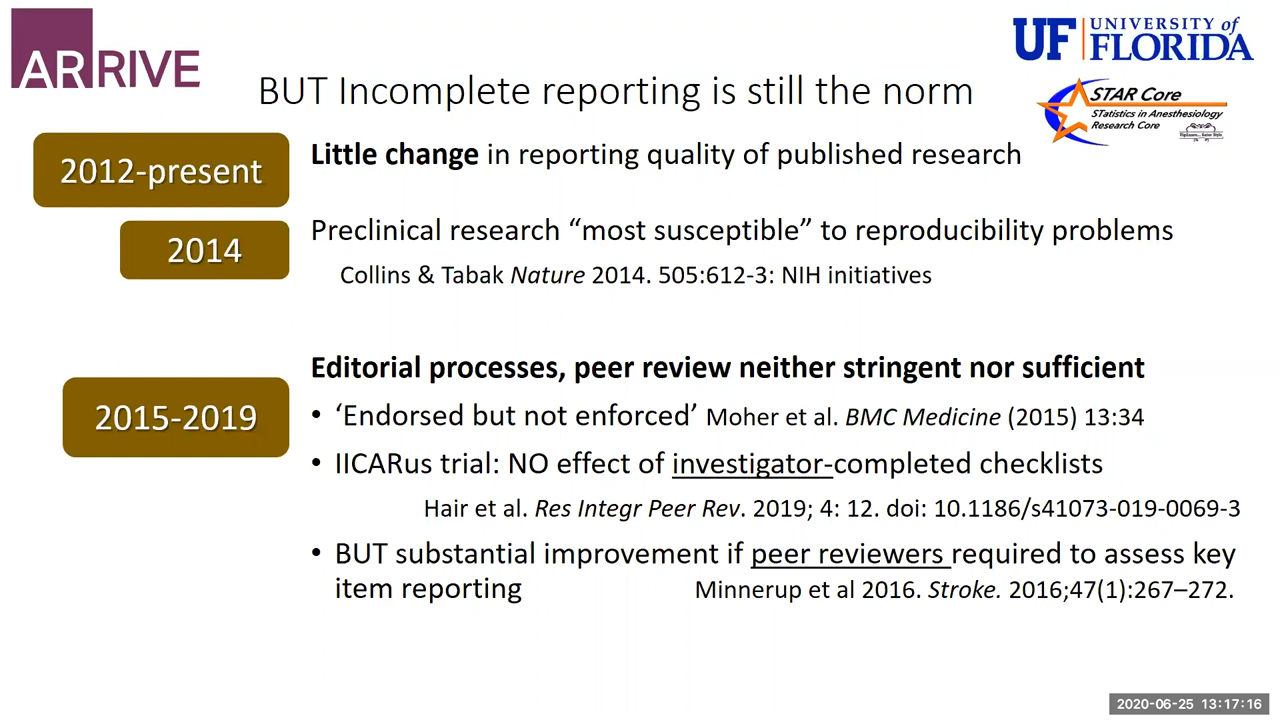 ARRIVE
UNIVERSITY of
UF FLORIDA
BUT Incomplete reporting is still the norm
STAR Core
STatistics in Anesthesiology
Research Core
2012-present
Little change in reporting quality of published research
2014
Preclinical research “most susceptible” to reproducibility problems
Collins & Tabak Nature 2014. 505:612-3: NIH initiatives
Editorial processes, peer review neither stringent nor sufficient
2015-2019
• ‘Endorsed but not enforced’ Moher et al. BMC Medicine (2015) 13:34
• IICARus trial: NO effect of investigator-completed checklists
Hair et al. Res Integr Peer Rev. 2019; 4: 12. doi: 10.1186/s41073-019-0069-3
• BUT substantial improvement if peer reviewers required to assess key
item reporting Minnerup et al 2016. Stroke. 2016;47(1):267–272.
2020-06-25 13:17:16